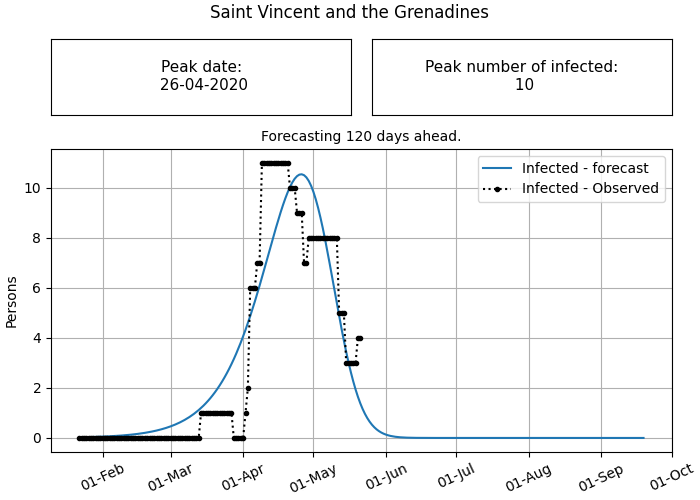 Saint Vincent and the Grenadines
Peak date:
26-04-2020
Peak number of infected:
10
Forecasting 120 days ahead.
Infected - forecast
Infected - Observed
Persons
10
8
6
4
2
0
01-Feb
01-Mar
01-Apr
01-May
01-Jun
01-Jul
01-Aug
01-Sep
01-Oct